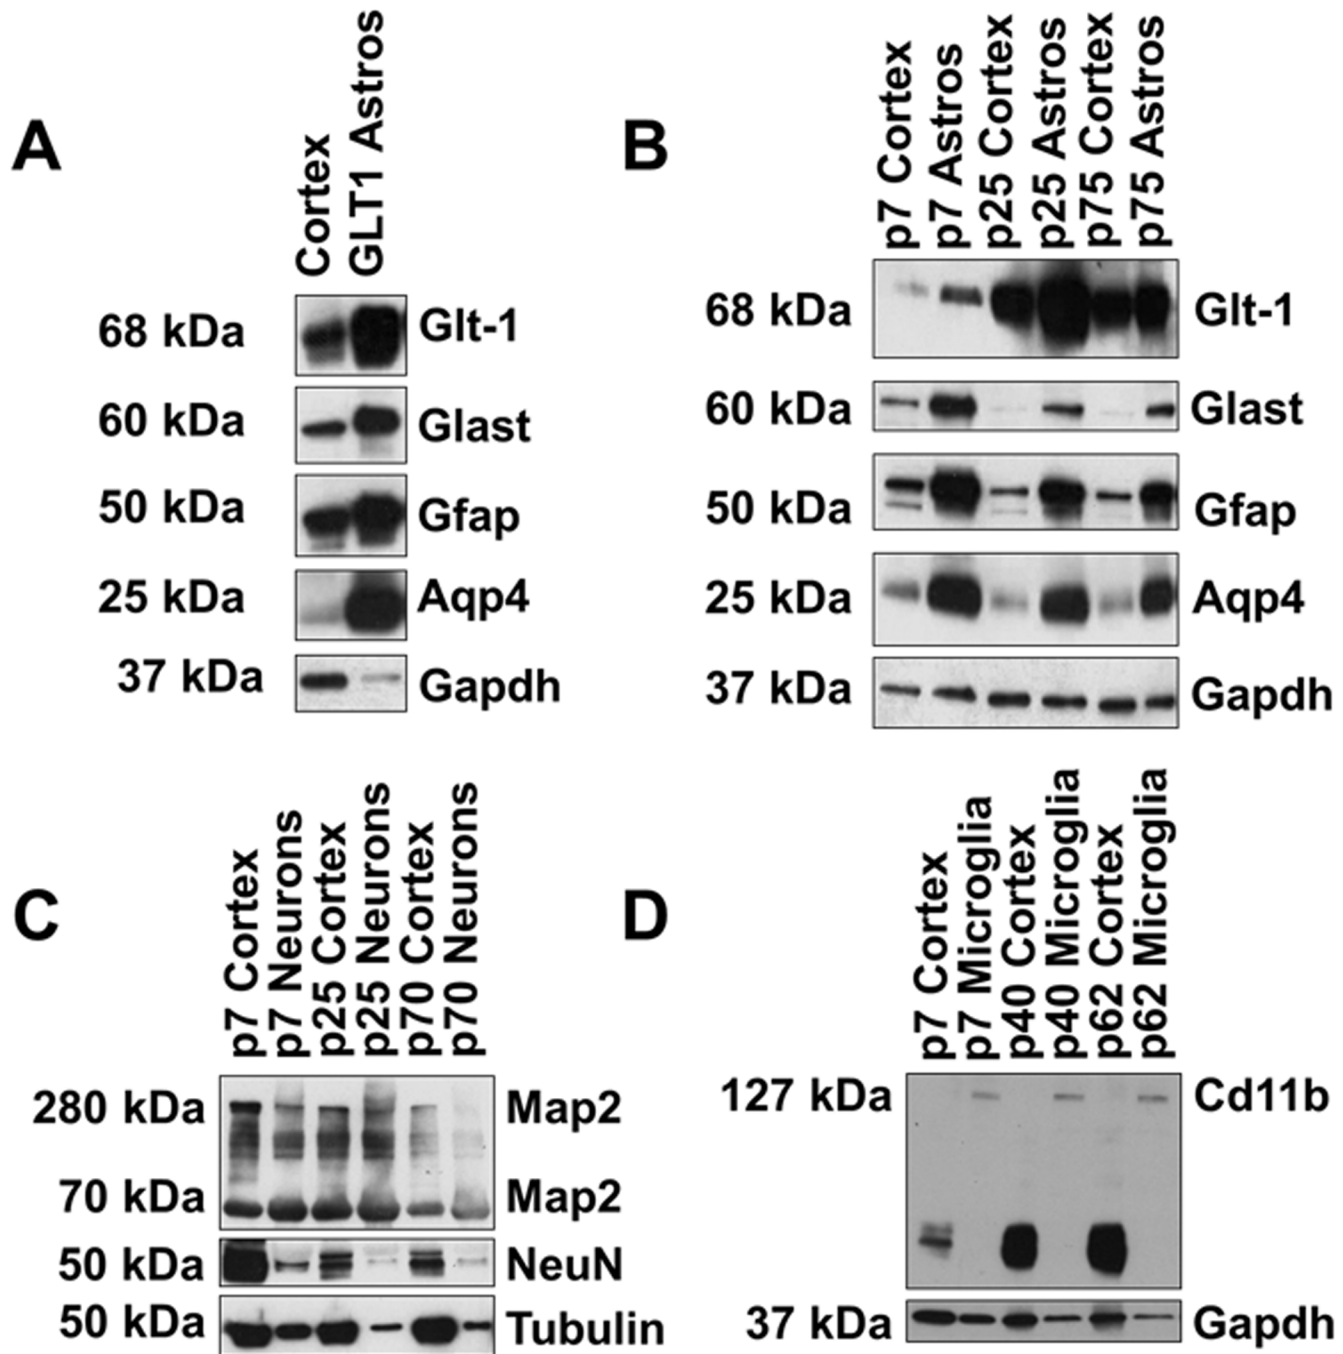 A
Cortex
GLT1 Astros
68 kDa Glt-1
60 kDa Glast
50 kDa Gfap
25 kDa Aqp4
37 kDa Gapdh
B
p7 Cortex
p7 Astros
p25 Cortex
p25 Astros
p75 Cortex
p75 Astros
68 kDa Glt-1
60 kDa Glast
50 kDa Gfap
25 kDa Aqp4
37 kDa Gapdh
C
p7 Cortex
p7 Neurons
p25 Cortex
p25 Neurons
p70 Cortex
p70 Neurons
280 kDa Map2
70 kDa Map2
50 kDa NeuN
50 kDa Tubulin
D
p7 Cortex
p7 Microglia
p40 Cortex
p40 Microglia
p62 Cortex
p62 Microglia
127 kDa Cd11b
37 kDa Gapdh